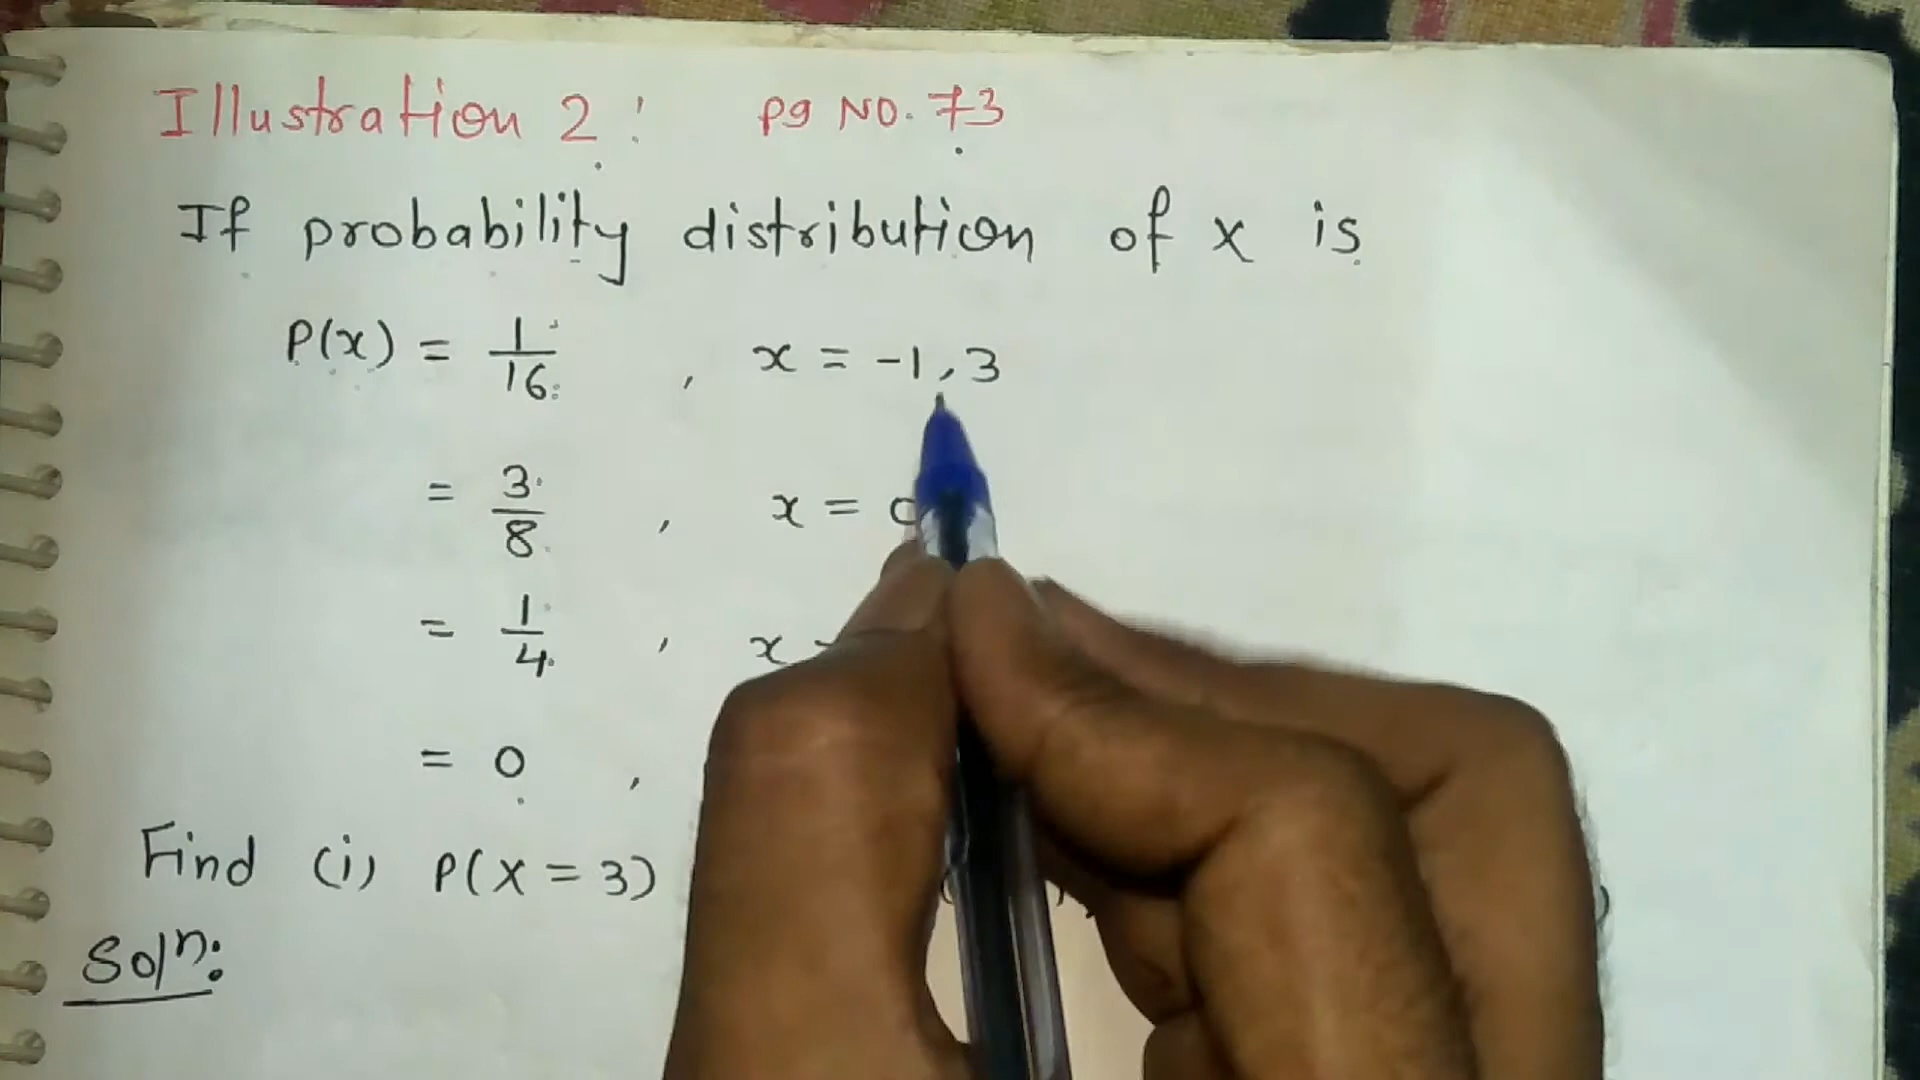 Illustration 2: pg NO. 73
If probability distribution of x is
P(x) = 1/16 , x = -1, 3
= 3/8 , x =
= 1/4 , x
= 0 ,
Find (i) P(X = 3)
Solⁿ: